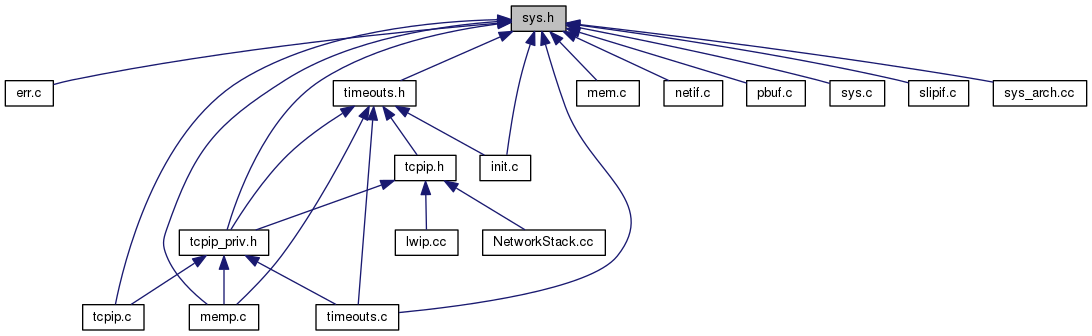 sys.h
err.c
timeouts.h
mem.c
netif.c
pbuf.c
sys.c
slipif.c
sys_arch.cc
tcpip.h
init.c
tcpip_priv.h
lwip.cc
NetworkStack.cc
tcpip.c
memp.c
timeouts.c